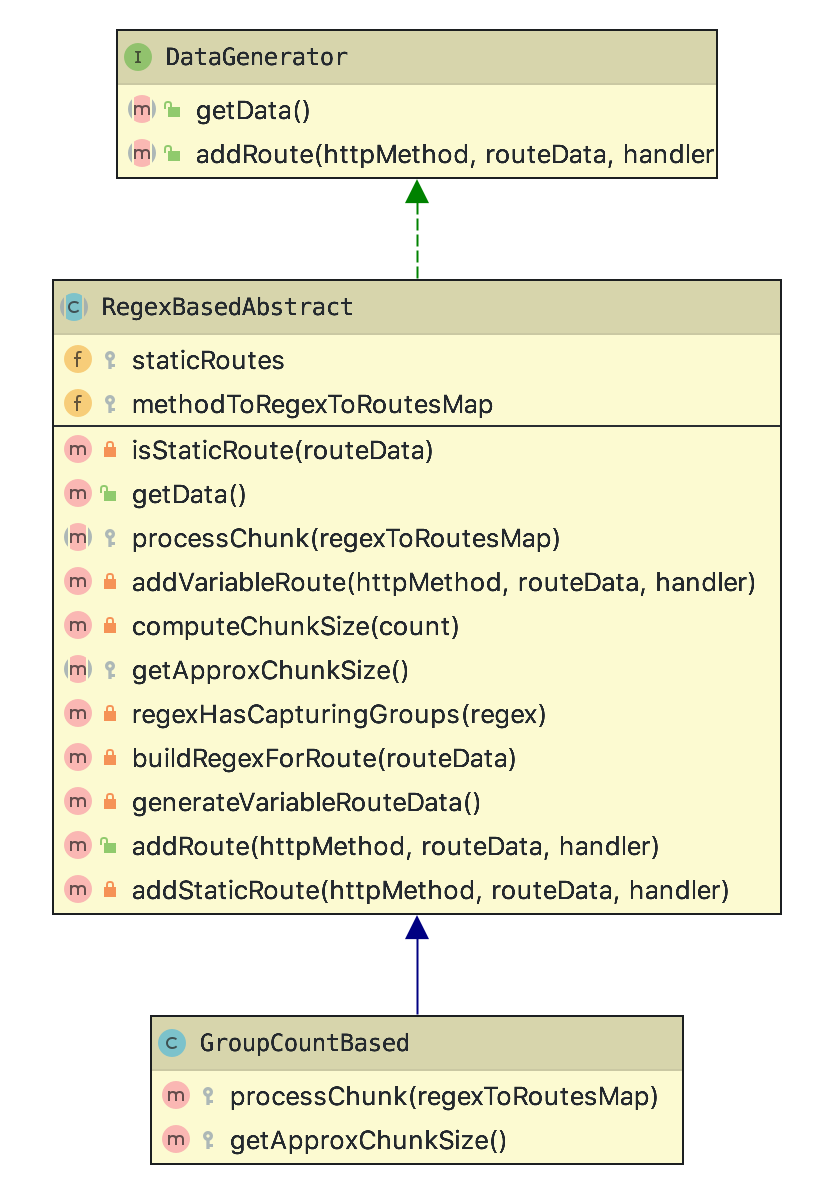 I DataGenerator
m getData()
m addRoute(httpMethod, routeData, handler
C RegexBasedAbstract
f staticRoutes
f methodToRegexToRoutesMap
m isStaticRoute(routeData)
m getData()
m processChunk(regexToRoutesMap)
m addVariableRoute(httpMethod, routeData, handler)
m computeChunkSize(count)
m getApproxChunkSize()
m regexHasCapturingGroups(regex)
m buildRegexForRoute(routeData)
m generateVariableRouteData()
m addRoute(httpMethod, routeData, handler)
m addStaticRoute(httpMethod, routeData, handler)
C GroupCountBased
m processChunk(regexToRoutesMap)
m getApproxChunkSize()